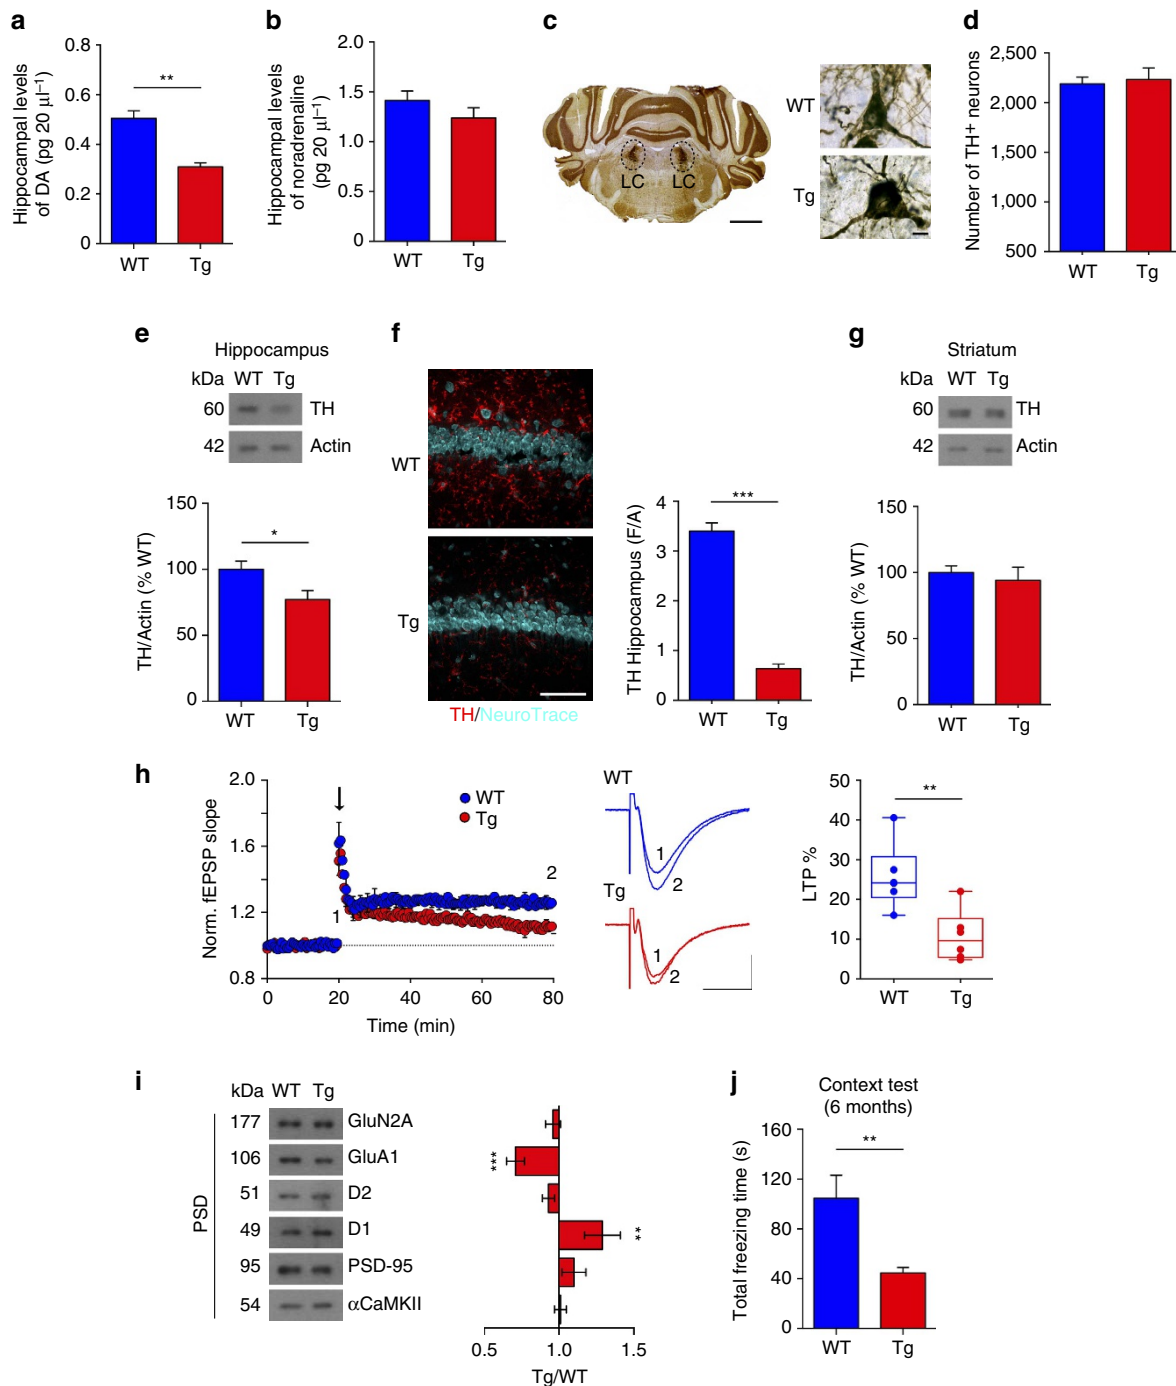 a
Hippocampal levels
of DA (pg 20 μl⁻¹)
0.8
0.6
0.4
0.2
0
**
WT
Tg
b
Hippocampal levels
of noradrenaline
(pg 20 μl⁻¹)
2.0
1.5
1.0
0.5
0
WT
Tg
c
LC
LC
WT
Tg
d
Number of TH⁺ neurons
2,500
2,000
1,500
1,000
500
WT
Tg
e
Hippocampus
kDa WT Tg
60 TH
42 Actin
TH/Actin (% WT)
150
100
50
0
*
WT
Tg
f
WT
Tg
TH/NeuroTrace
TH Hippocampus (F/A)
4
3
2
1
0
***
WT
Tg
g
Striatum
kDa WT Tg
60 TH
42 Actin
TH/Actin (% WT)
150
100
50
0
WT
Tg
h
Norm. fEPSP slope
2.0
1.6
1.2
0.8
WT
Tg
1
2
0 20 40 60 80
Time (min)
WT
1
2
Tg
1
2
LTP %
50
40
30
20
10
0
**
WT
Tg
i
kDa WT Tg
PSD
177 GluN2A
106 GluA1
51 D2
49 D1
95 PSD-95
54 αCaMKII
***
**
0.5 1.0 1.5
Tg/WT
j
Context test
(6 months)
Total freezing time (s)
160
120
80
40
0
**
WT
Tg